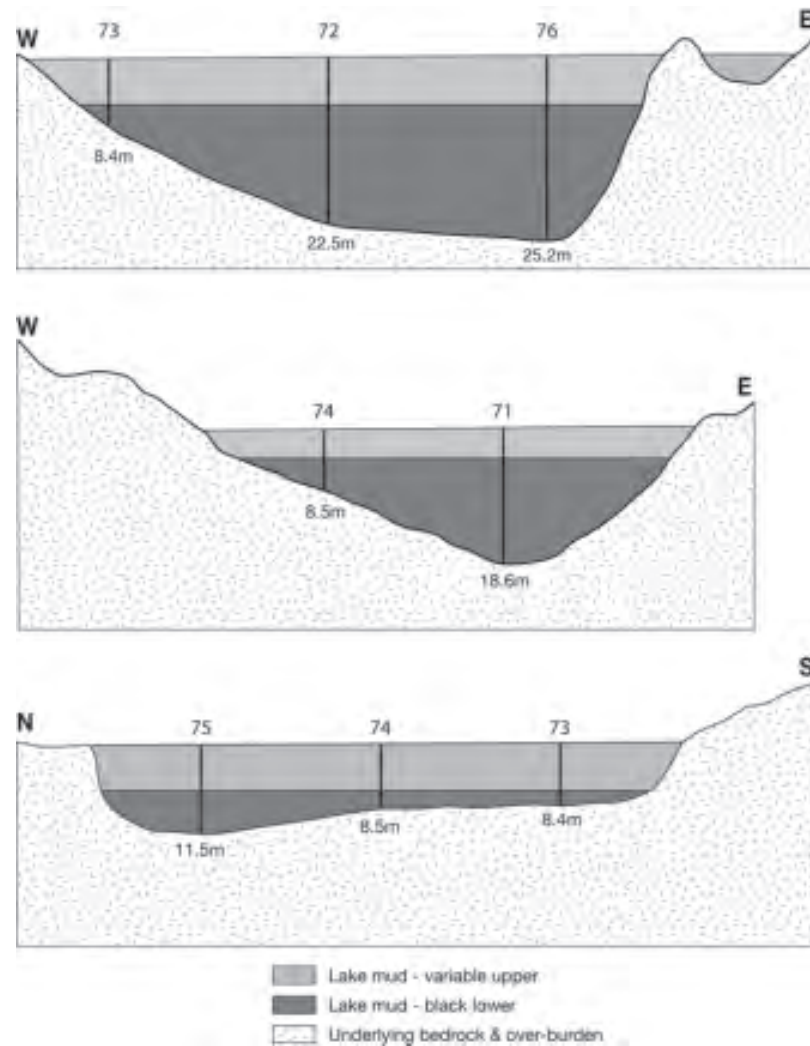 W 73 72 76 E
8.4m
22.5m
25.2m
W
E
74 71
8.5m
18.6m
S
N 75 74 73
8.5m 8.4m
11.5m
Lake mud - variable upper
Lake mud - black lower
Underlying bedrock & over-burden